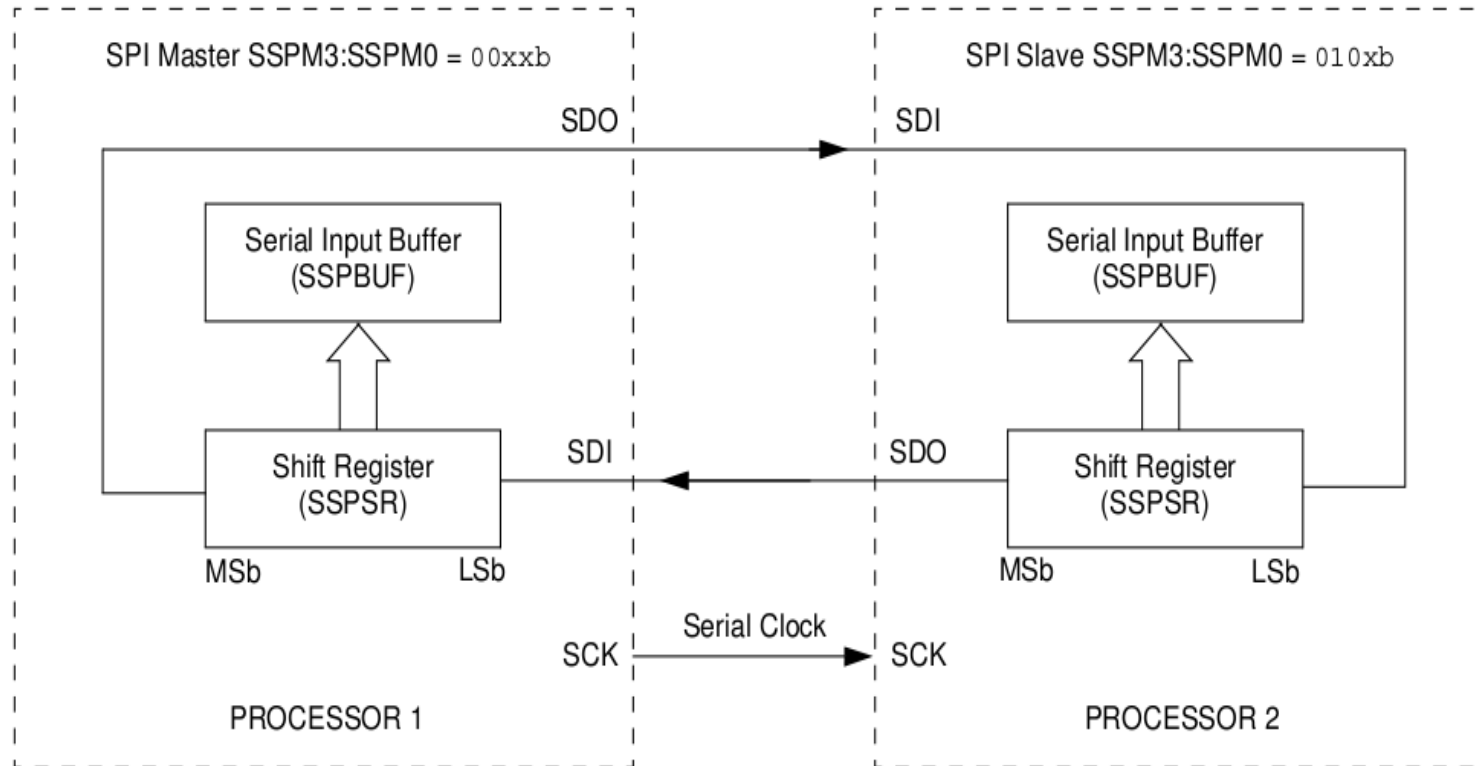 SPI Master SSPM3:SSPM0 = 00xxb
SPI Slave SSPM3:SSPM0 = 010xb
SDO
SDI
Serial Input Buffer
(SSPBUF)
Serial Input Buffer
(SSPBUF)
SDI
SDO
Shift Register
(SSPSR)
Shift Register
(SSPSR)
MSb
LSb
MSb
LSb
Serial Clock
SCK
SCK
PROCESSOR 1
PROCESSOR 2